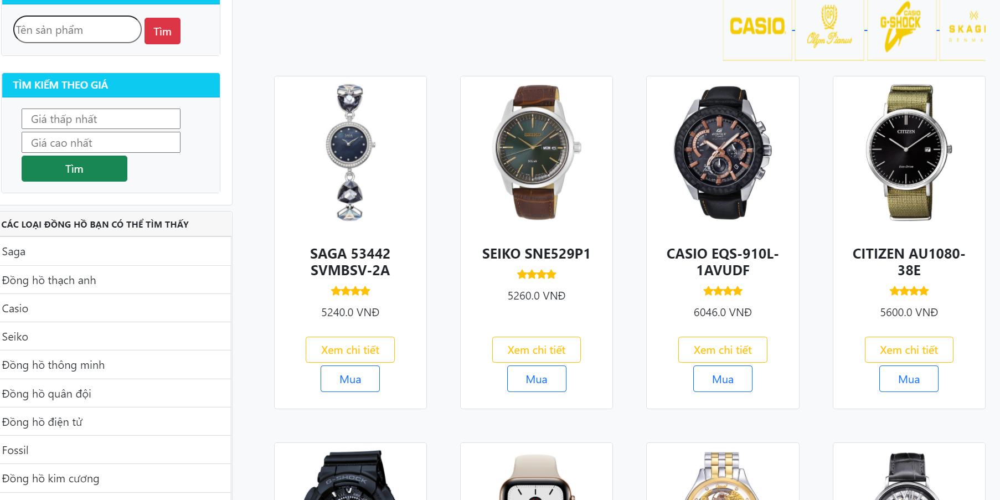 Tên sản phẩm
Tìm
TÌM KIẾM THEO GIÁ
Giá thấp nhất
Giá cao nhất
Tìm
CÁC LOẠI ĐỒNG HỒ BẠN CÓ THỂ TÌM THẤY
Saga
Đồng hồ thạch anh
Casio
Seiko
Đồng hồ thông minh
Đồng hồ quân đội
Đồng hồ điện tử
Fossil
Đồng hồ kim cương
CASIO
OP
Olym Pianus
CASIO
G-SHOCK
SKAG
DENMA
SAGA
SEIKO
MON
SOLAR
EDIFICE
CASIO
CITIZEN
Eco-Drive
SAGA 53442
SVMBSV-2A
5240.0 VNĐ
Xem chi tiết
Mua
SEIKO SNE529P1
5260.0 VNĐ
Xem chi tiết
Mua
CASIO EQS-910L-
1AVUDF
6046.0 VNĐ
Xem chi tiết
Mua
CITIZEN AU1080-
38E
5600.0 VNĐ
Xem chi tiết
Mua
G-SHOCK